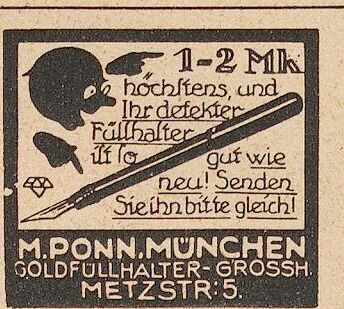 1-2 Mk
höchstens, und
Ihr defekter
Füllhalter
ist so gut wie
neu! Senden
Sie ihn bitte gleich!
M. PONN. MÜNCHEN
GOLDFÜLLHALTER-GROSSH.
METZSTR: 5.